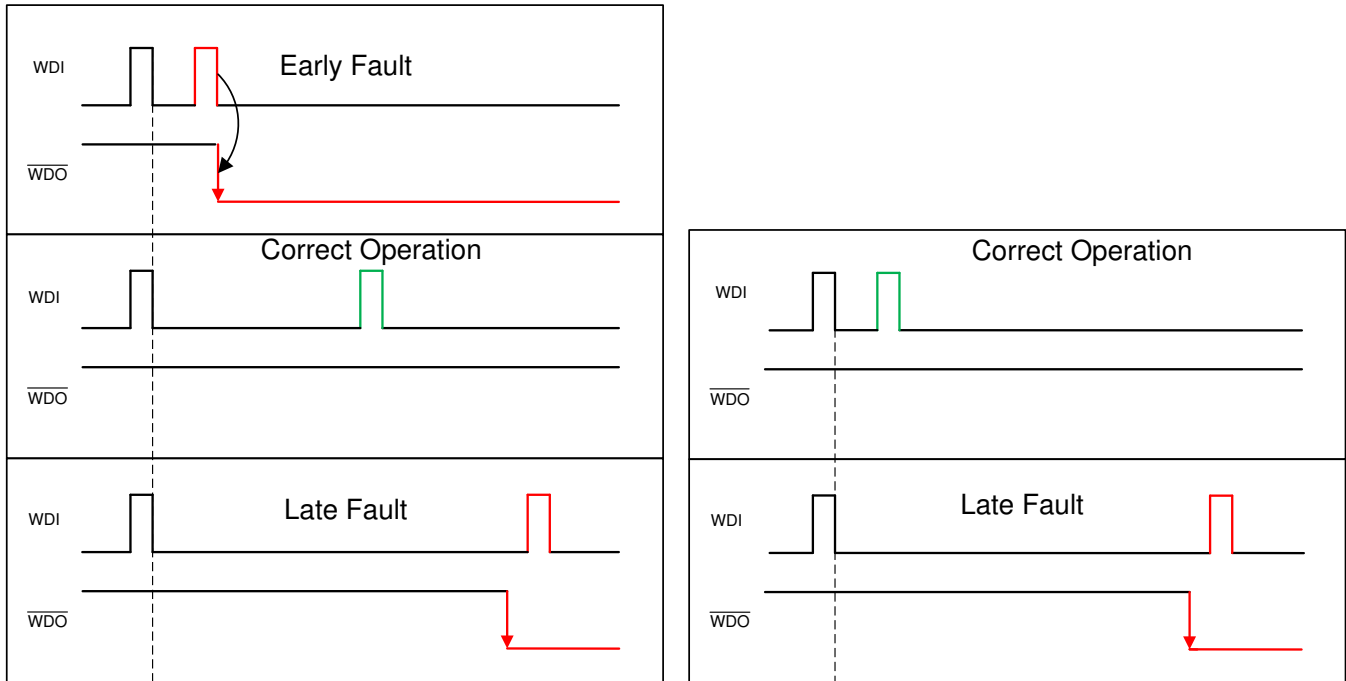 Early Fault
WDI
WDO
Correct Operation
WDI
WDO
Late Fault
WDI
WDO
Correct Operation
WDI
WDO
Late Fault
WDI
WDO